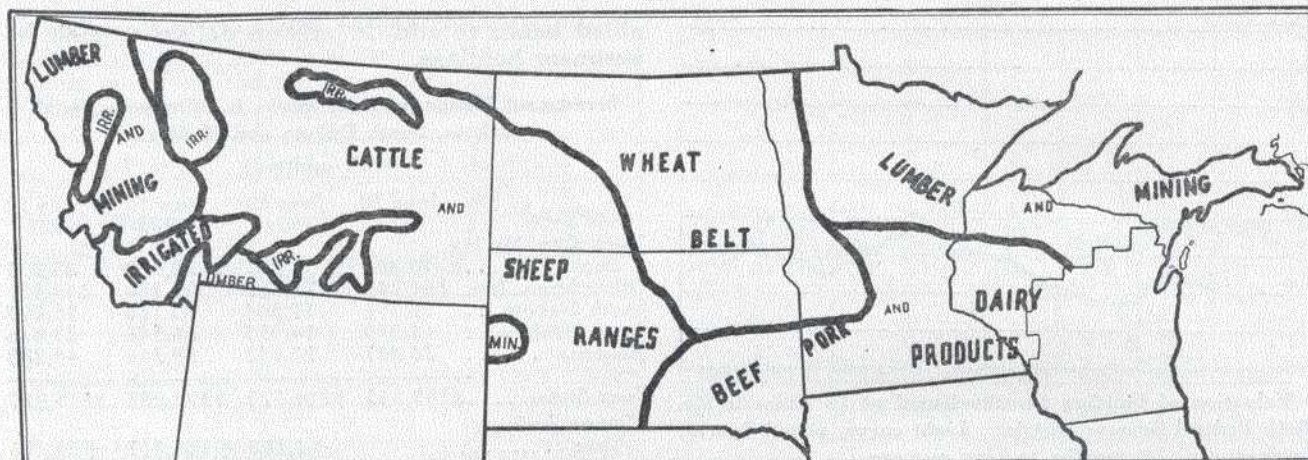 LUMBER
IRR.
AND
MINING
IRR.
IRR.
CATTLE
AND
IRRIGATED
LUMBER
IRR.
WHEAT
BELT
SHEEP
RANGES
MIN.
BEEF
PORK
AND
DAIRY
PRODUCTS
LUMBER
AND
MINING